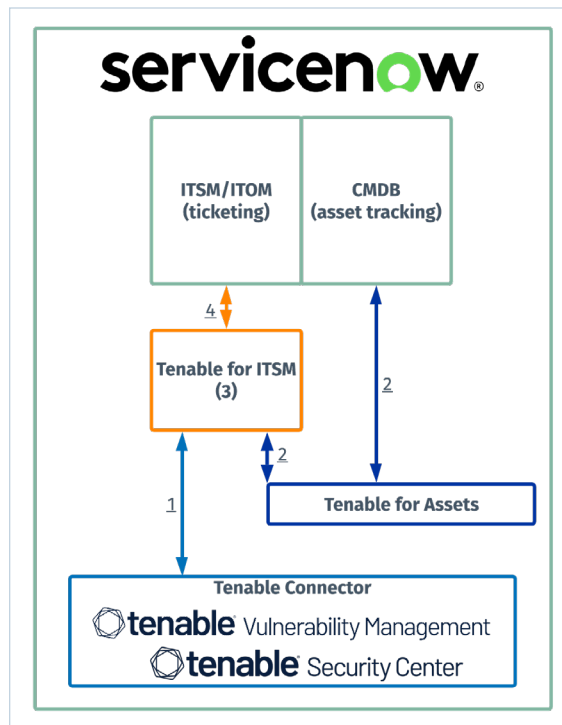 servicenow®
ITSM/ITOM
(ticketing)
CMDB
(asset tracking)
4
Tenable for ITSM
(3)
2
2
Tenable for Assets
1
Tenable Connector
tenable® Vulnerability Management
tenable® Security Center